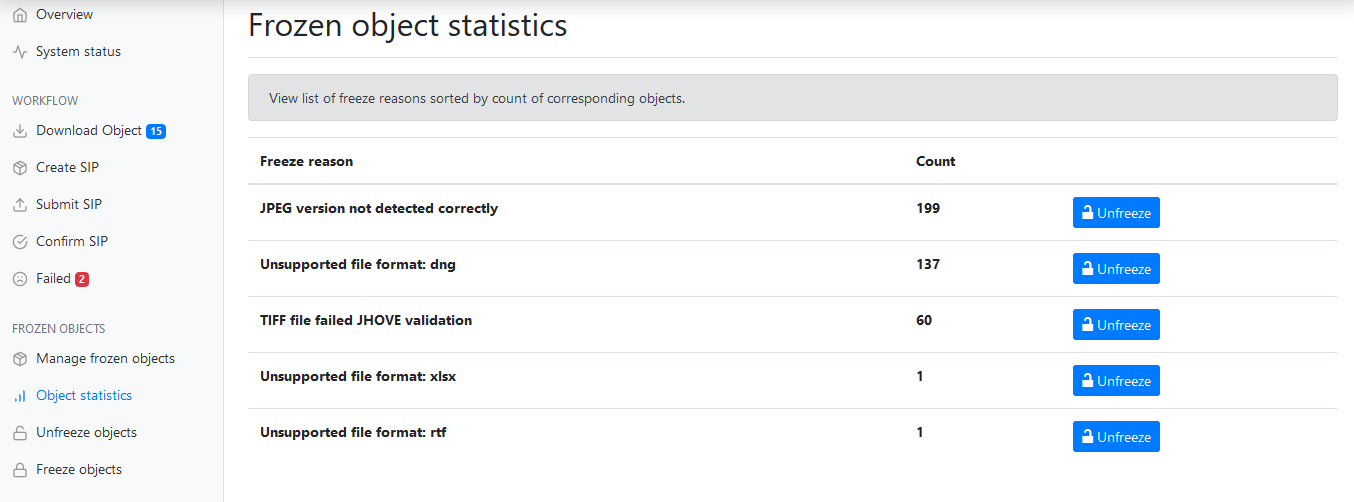 Overview
System status
WORKFLOW
Download Object 15
Create SIP
Submit SIP
Confirm SIP
Failed 2
FROZEN OBJECTS
Manage frozen objects
Object statistics
Unfreeze objects
Freeze objects
Frozen object statistics
View list of freeze reasons sorted by count of corresponding objects.
Freeze reason Count
JPEG version not detected correctly 199 Unfreeze
Unsupported file format: dng 137 Unfreeze
TIFF file failed JHOVE validation 60 Unfreeze
Unsupported file format: xlsx 1 Unfreeze
Unsupported file format: rtf 1 Unfreeze